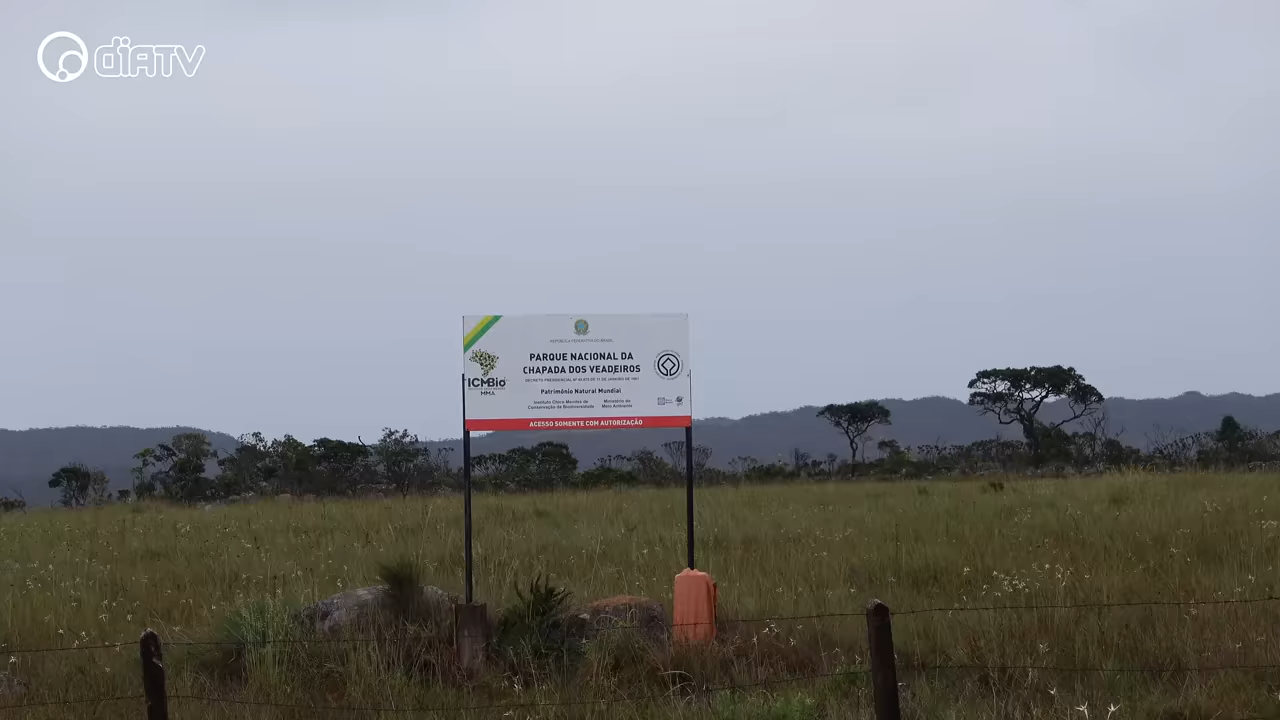 diATV
REPÚBLICA FEDERATIVA DO BRASIL
PARQUE NACIONAL DA
CHAPADA DOS VEADEIROS
ICMBio
MMA
Patrimônio Natural Mundial
Instituto Chico Mendes de
Conservação da Biodiversidade
Ministério do
Meio Ambiente
ACESSO SOMENTE COM AUTORIZAÇÃO